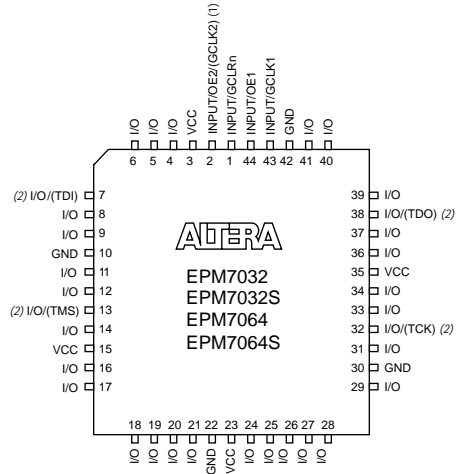 I/O
I/O
I/O
VCC
INPUT/OE2/(GCLK2) (1)
INPUT/GCLRn
INPUT/OE1
INPUT/GCLK1
GND
I/O
I/O
6 5 4 3 2 1 44 43 42 41 40
(2) I/O/(TDI) 7
I/O 8
I/O 9
GND 10
I/O 11
I/O 12
(2) I/O/(TMS) 13
I/O 14
VCC 15
I/O 16
I/O 17
ALTERA
EPM7032
EPM7032S
EPM7064
EPM7064S
39 I/O
38 I/O/(TDO) (2)
37 I/O
36 I/O
35 VCC
34 I/O
33 I/O
32 I/O/(TCK) (2)
31 I/O
30 GND
29 I/O
18 19 20 21 22 23 24 25 26 27 28
I/O
I/O
I/O
I/O
GND
VCC
I/O
I/O
I/O
I/O
I/O